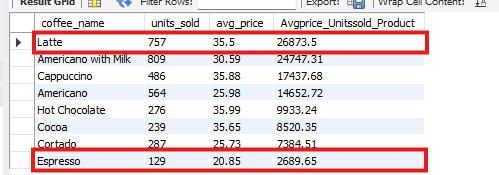 Result Grid Filter Rows: Export: Wrap Cell Content:
coffee_name units_sold avg_price Avgprice_Unitssold_Product
Latte 757 35.5 26873.5
Americano with Milk 809 30.59 24747.31
Cappuccino 486 35.88 17437.68
Americano 564 25.98 14652.72
Hot Chocolate 276 35.99 9933.24
Cocoa 239 35.65 8520.35
Cortado 287 25.73 7384.51
Espresso 129 20.85 2689.65